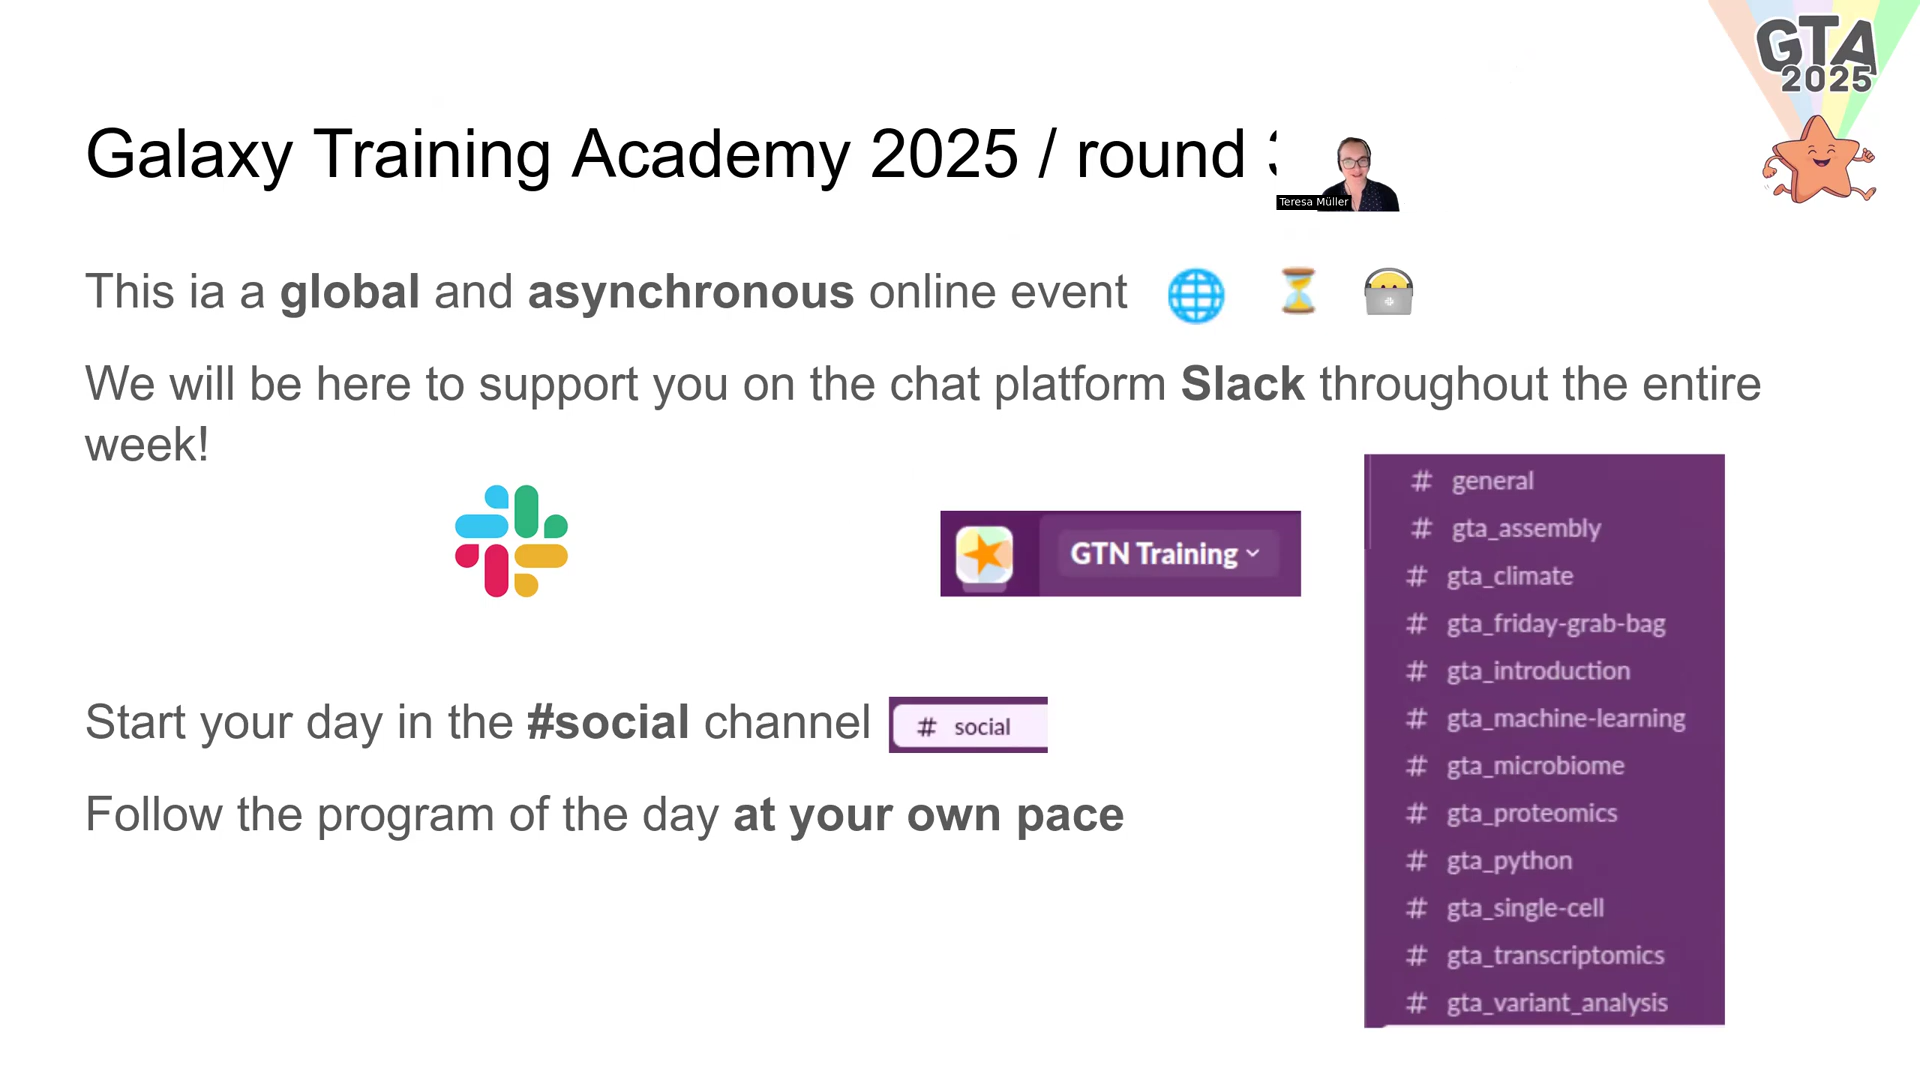 GTA
2025
Galaxy Training Academy 2025 / round
Teresa Müller
This ia a global and asynchronous online event
We will be here to support you on the chat platform Slack throughout the entire
week!
GTN Training
# general
# gta_assembly
# gta_climate
# gta_friday-grab-bag
# gta_introduction
# gta_machine-learning
# gta_microbiome
# gta_proteomics
# gta_python
# gta_single-cell
# gta_transcriptomics
# gta_variant_analysis
Start your day in the #social channel
# social
Follow the program of the day at your own pace